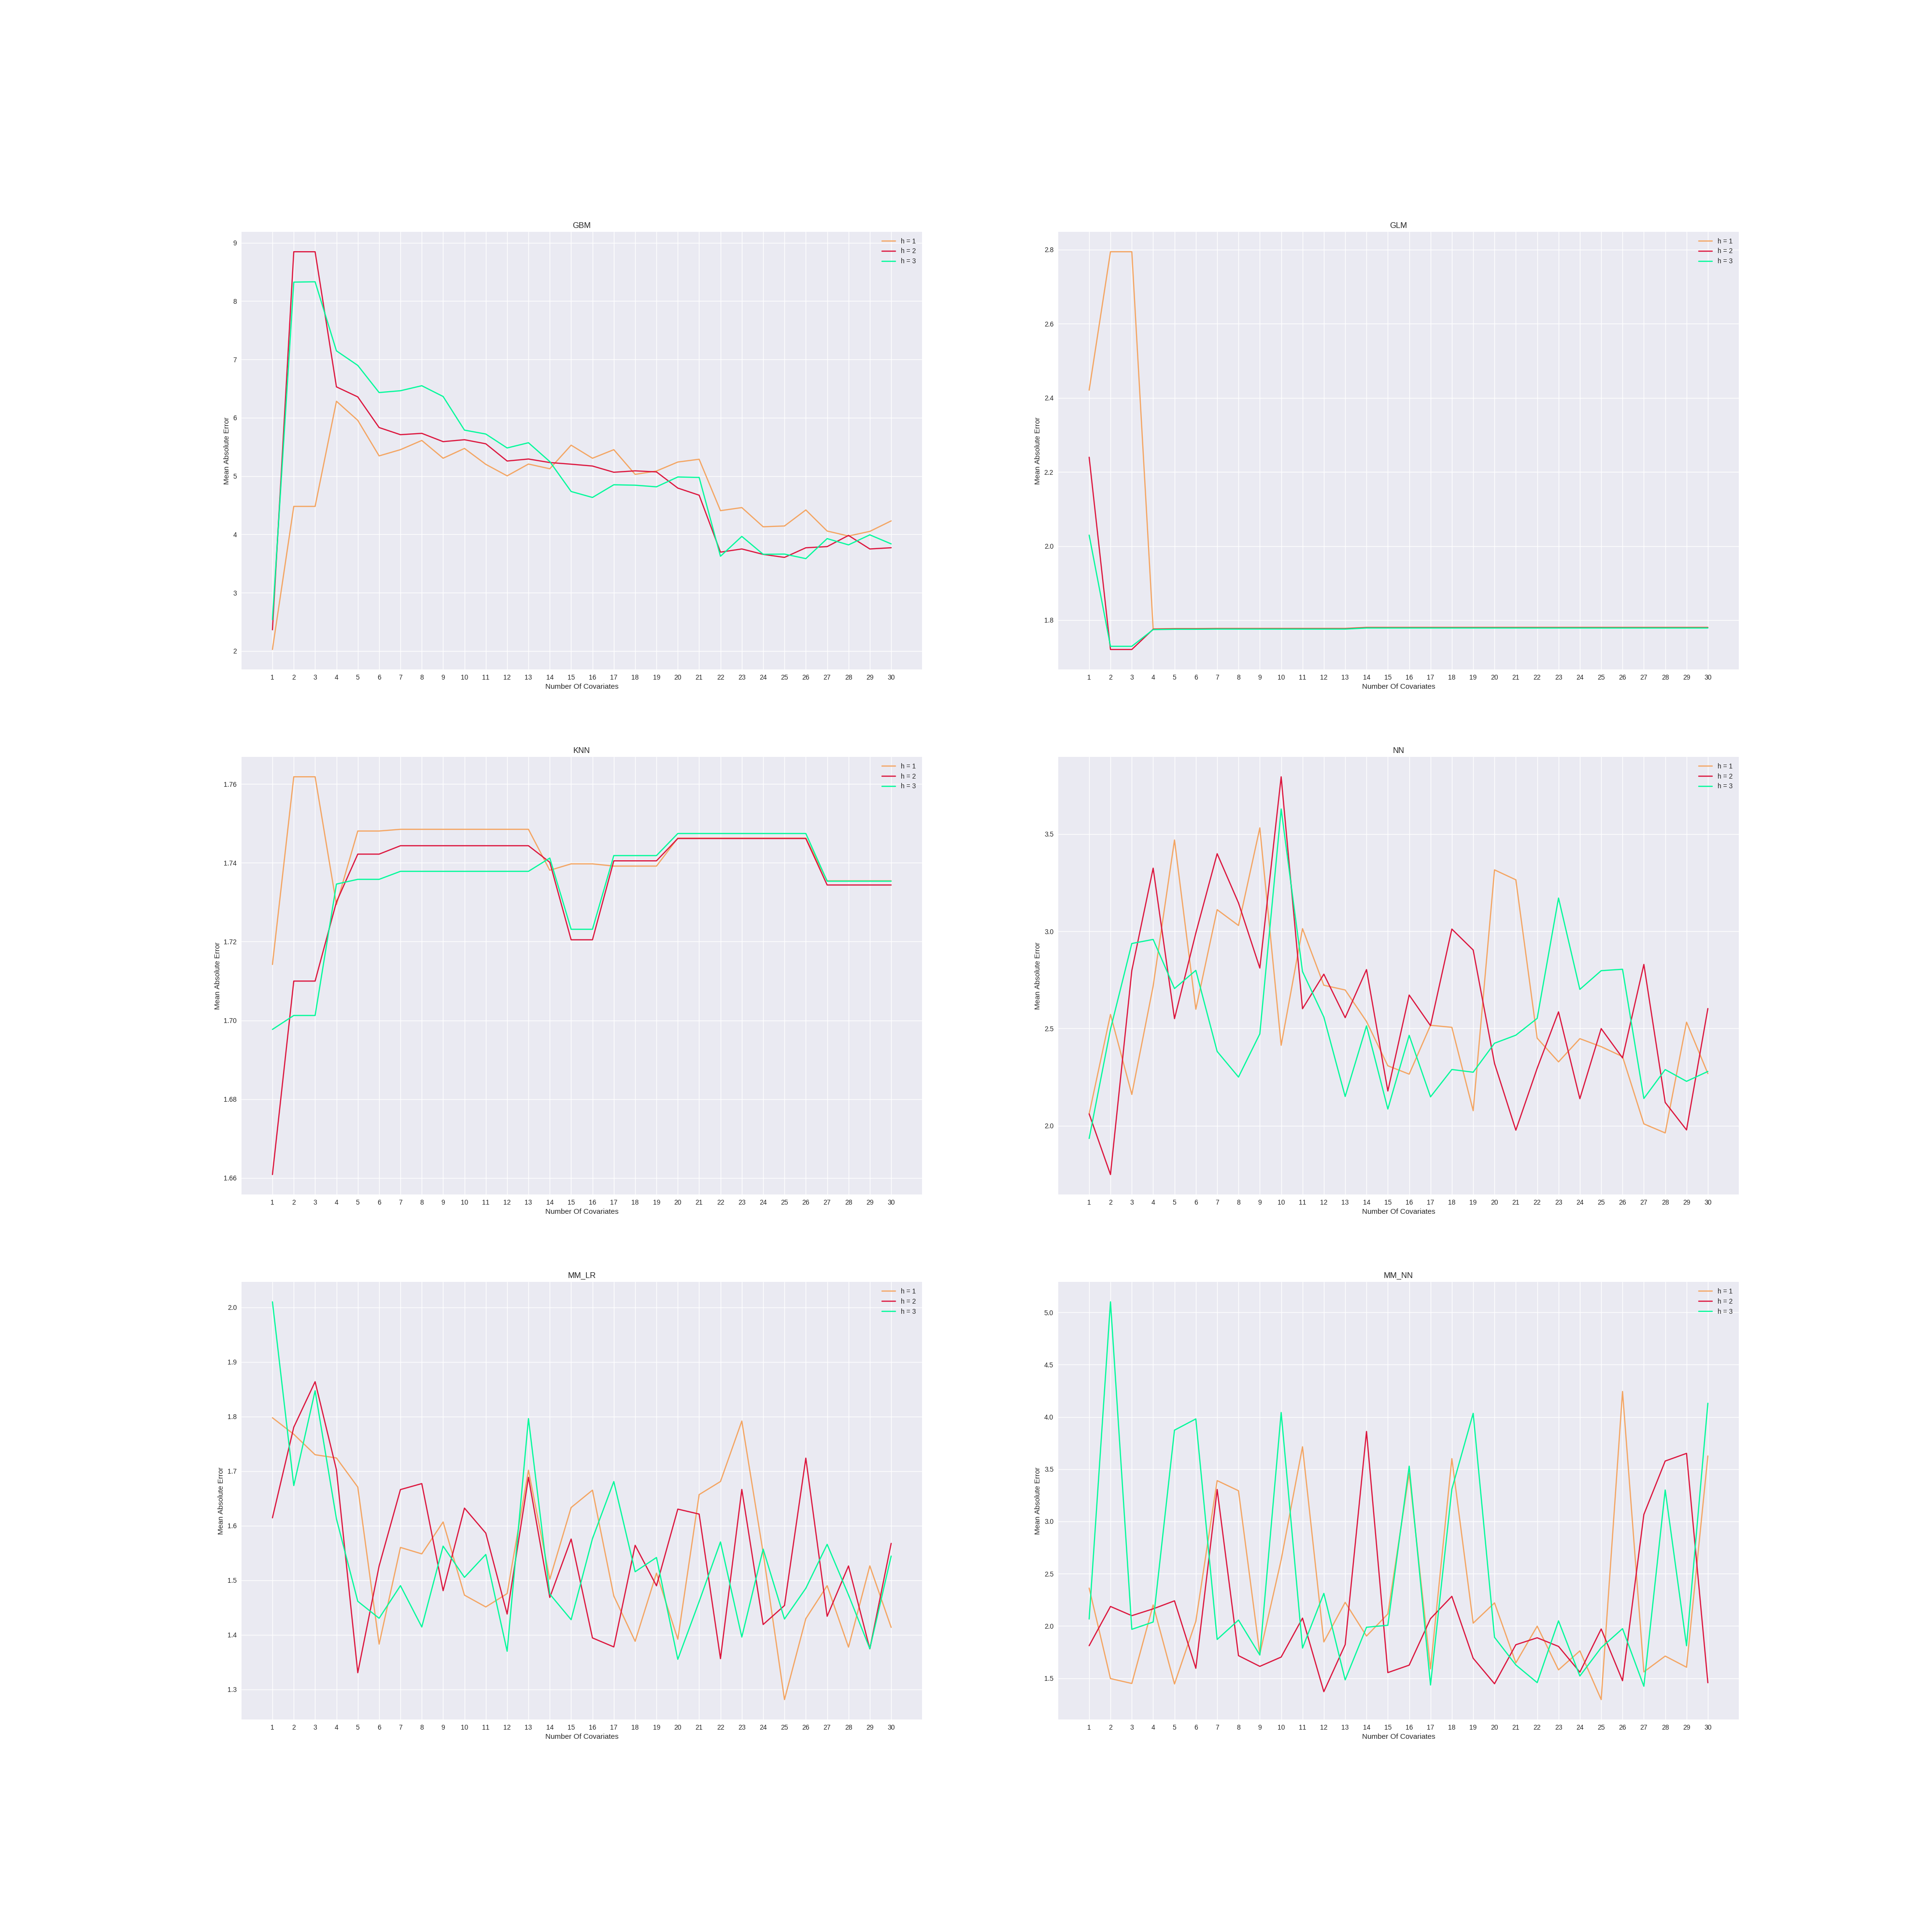 GBM
h = 1
h = 2
h = 3
9
8
7
6
5
4
3
2
Mean Absolute Error
1 2 3 4 5 6 7 8 9 10 11 12 13 14 15 16 17 18 19 20 21 22 23 24 25 26 27 28 29 30
Number Of Covariates
GLM
h = 1
h = 2
h = 3
2.8
2.6
2.4
2.2
2.0
1.8
Mean Absolute Error
1 2 3 4 5 6 7 8 9 10 11 12 13 14 15 16 17 18 19 20 21 22 23 24 25 26 27 28 29 30
Number Of Covariates
KNN
h = 1
h = 2
h = 3
1.76
1.74
1.72
1.70
1.68
1.66
Mean Absolute Error
1 2 3 4 5 6 7 8 9 10 11 12 13 14 15 16 17 18 19 20 21 22 23 24 25 26 27 28 29 30
Number Of Covariates
NN
h = 1
h = 2
h = 3
3.5
3.0
2.5
2.0
Mean Absolute Error
1 2 3 4 5 6 7 8 9 10 11 12 13 14 15 16 17 18 19 20 21 22 23 24 25 26 27 28 29 30
Number Of Covariates
MM_LR
h = 1
h = 2
h = 3
2.0
1.9
1.8
1.7
1.6
1.5
1.4
1.3
Mean Absolute Error
1 2 3 4 5 6 7 8 9 10 11 12 13 14 15 16 17 18 19 20 21 22 23 24 25 26 27 28 29 30
Number Of Covariates
MM_NN
h = 1
h = 2
h = 3
5.0
4.5
4.0
3.5
3.0
2.5
2.0
1.5
Mean Absolute Error
1 2 3 4 5 6 7 8 9 10 11 12 13 14 15 16 17 18 19 20 21 22 23 24 25 26 27 28 29 30
Number Of Covariates